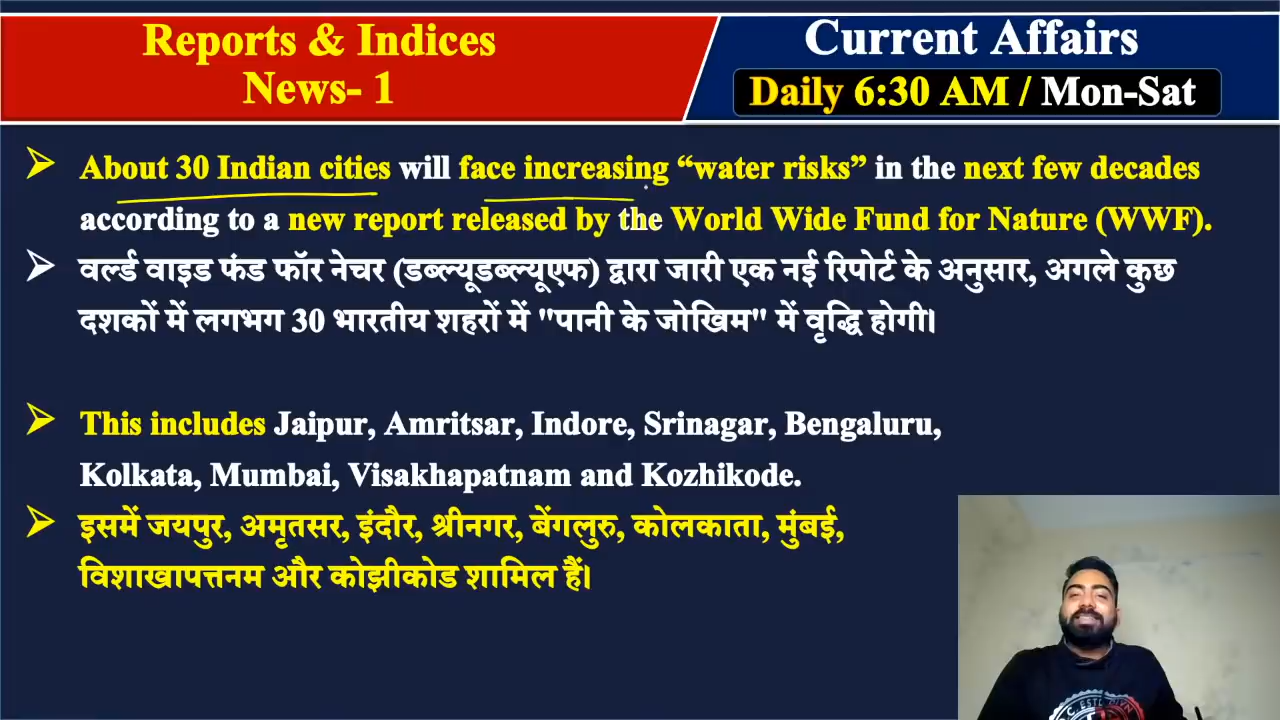 Reports & Indices
News- 1
Current Affairs
Daily 6:30 AM / Mon-Sat
About 30 Indian cities will face increasing “water risks” in the next few decades
according to a new report released by the World Wide Fund for Nature (WWF).
वर्ल्ड वाइड फंड फॉर नेचर (डब्ल्यूडब्ल्यूएफ) द्वारा जारी एक नई रिपोर्ट के अनुसार, अगले कुछ
दशकों में लगभग 30 भारतीय शहरों में "पानी के जोखिम" में वृद्धि होगी।
This includes Jaipur, Amritsar, Indore, Srinagar, Bengaluru,
Kolkata, Mumbai, Visakhapatnam and Kozhikode.
इसमें जयपुर, अमृतसर, इंदौर, श्रीनगर, बेंगलुरु, कोलकाता, मुंबई,
विशाखापत्तनम और कोझीकोड शामिल हैं।